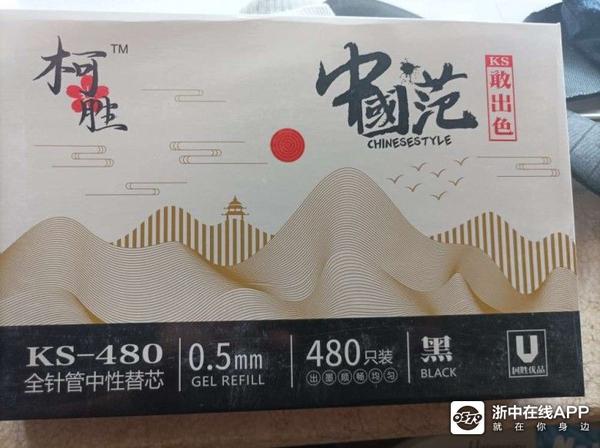 柯胜™
中國范
CHINESESTYLE
KS
敢出色
KS-480
全针管中性替芯
0.5mm
GEL REFILL
480只装
出墨顺畅均匀
黑
BLACK
U
国胜优品
浙中在线APP
就在你身边